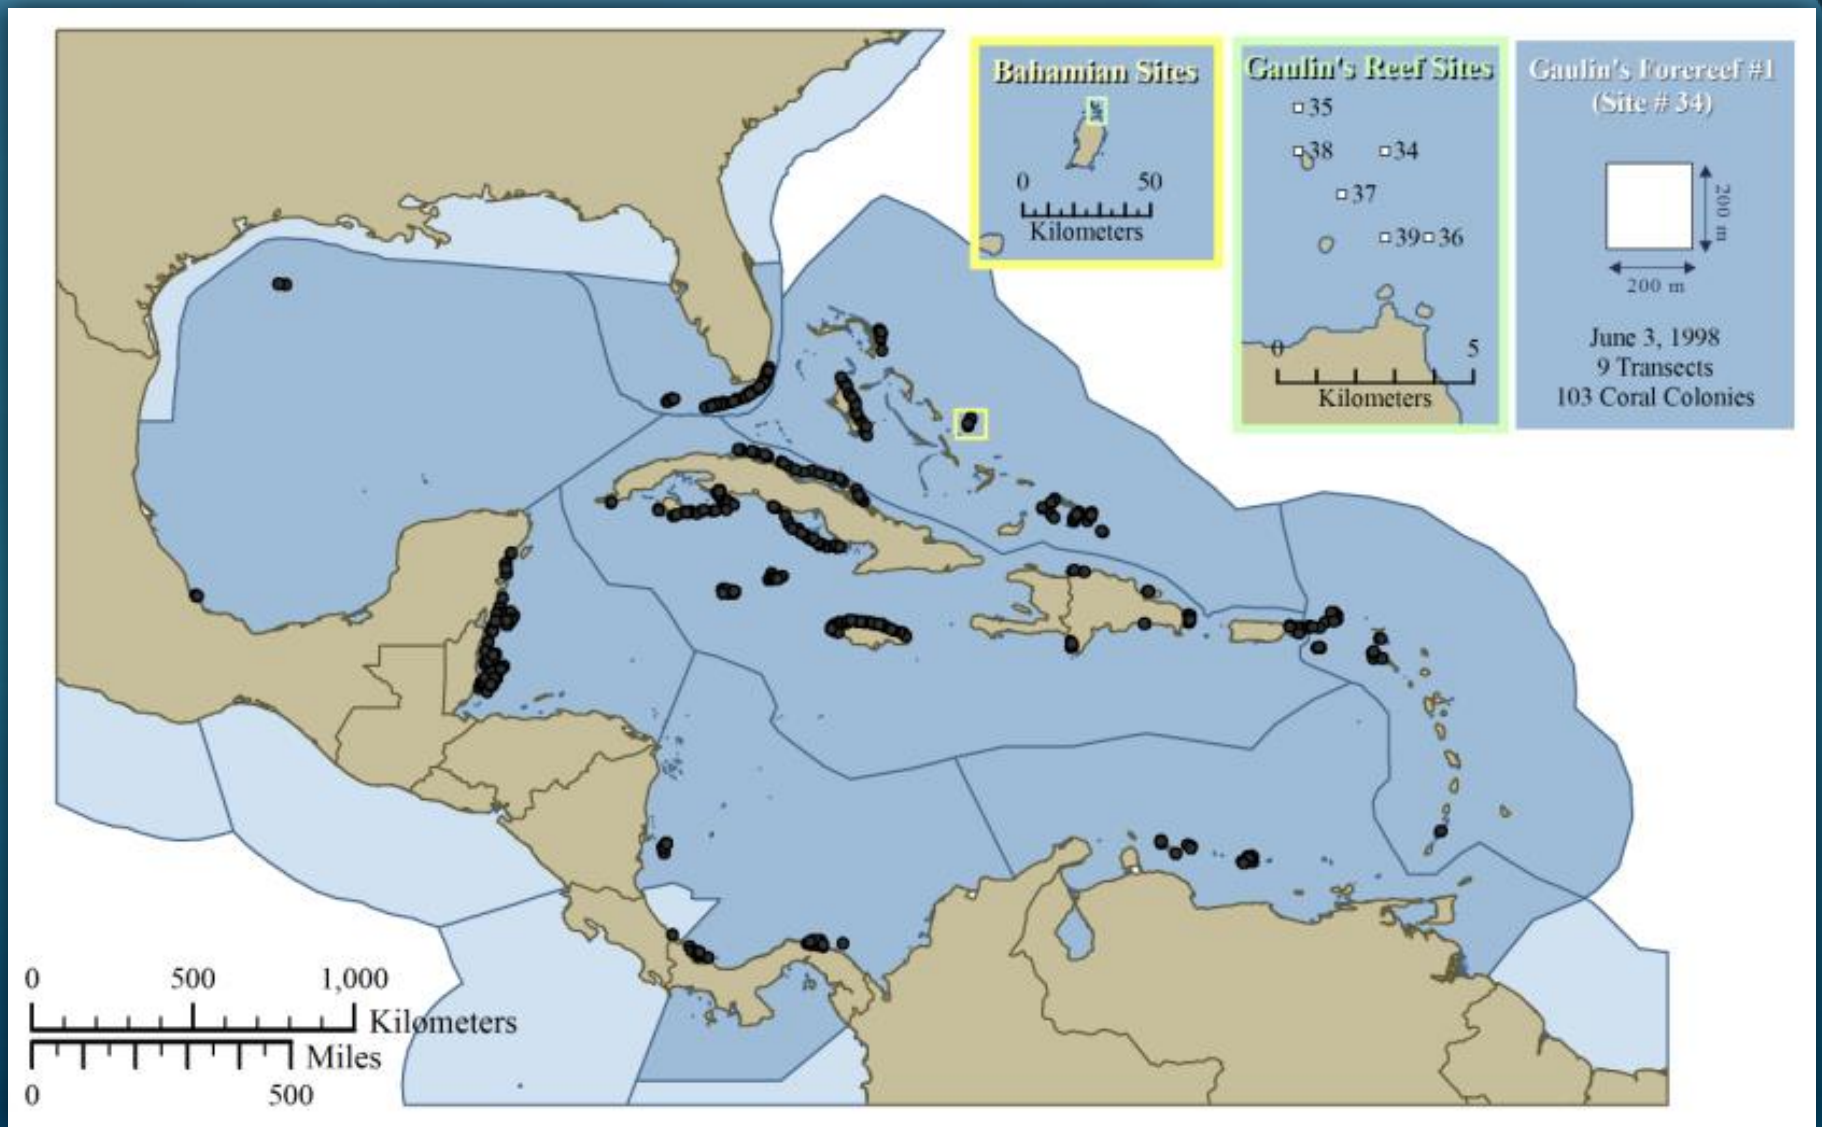 Bahamian Sites
0 50
Kilometers
Gaulin's Reef Sites
35
38 34
37
39 36
0 5
Kilometers
Gaulin's Forereef #1
(Site # 34)
200 m
200 m
June 3, 1998
9 Transects
103 Coral Colonies
0 500 1,000
Kilometers
Miles
0 500